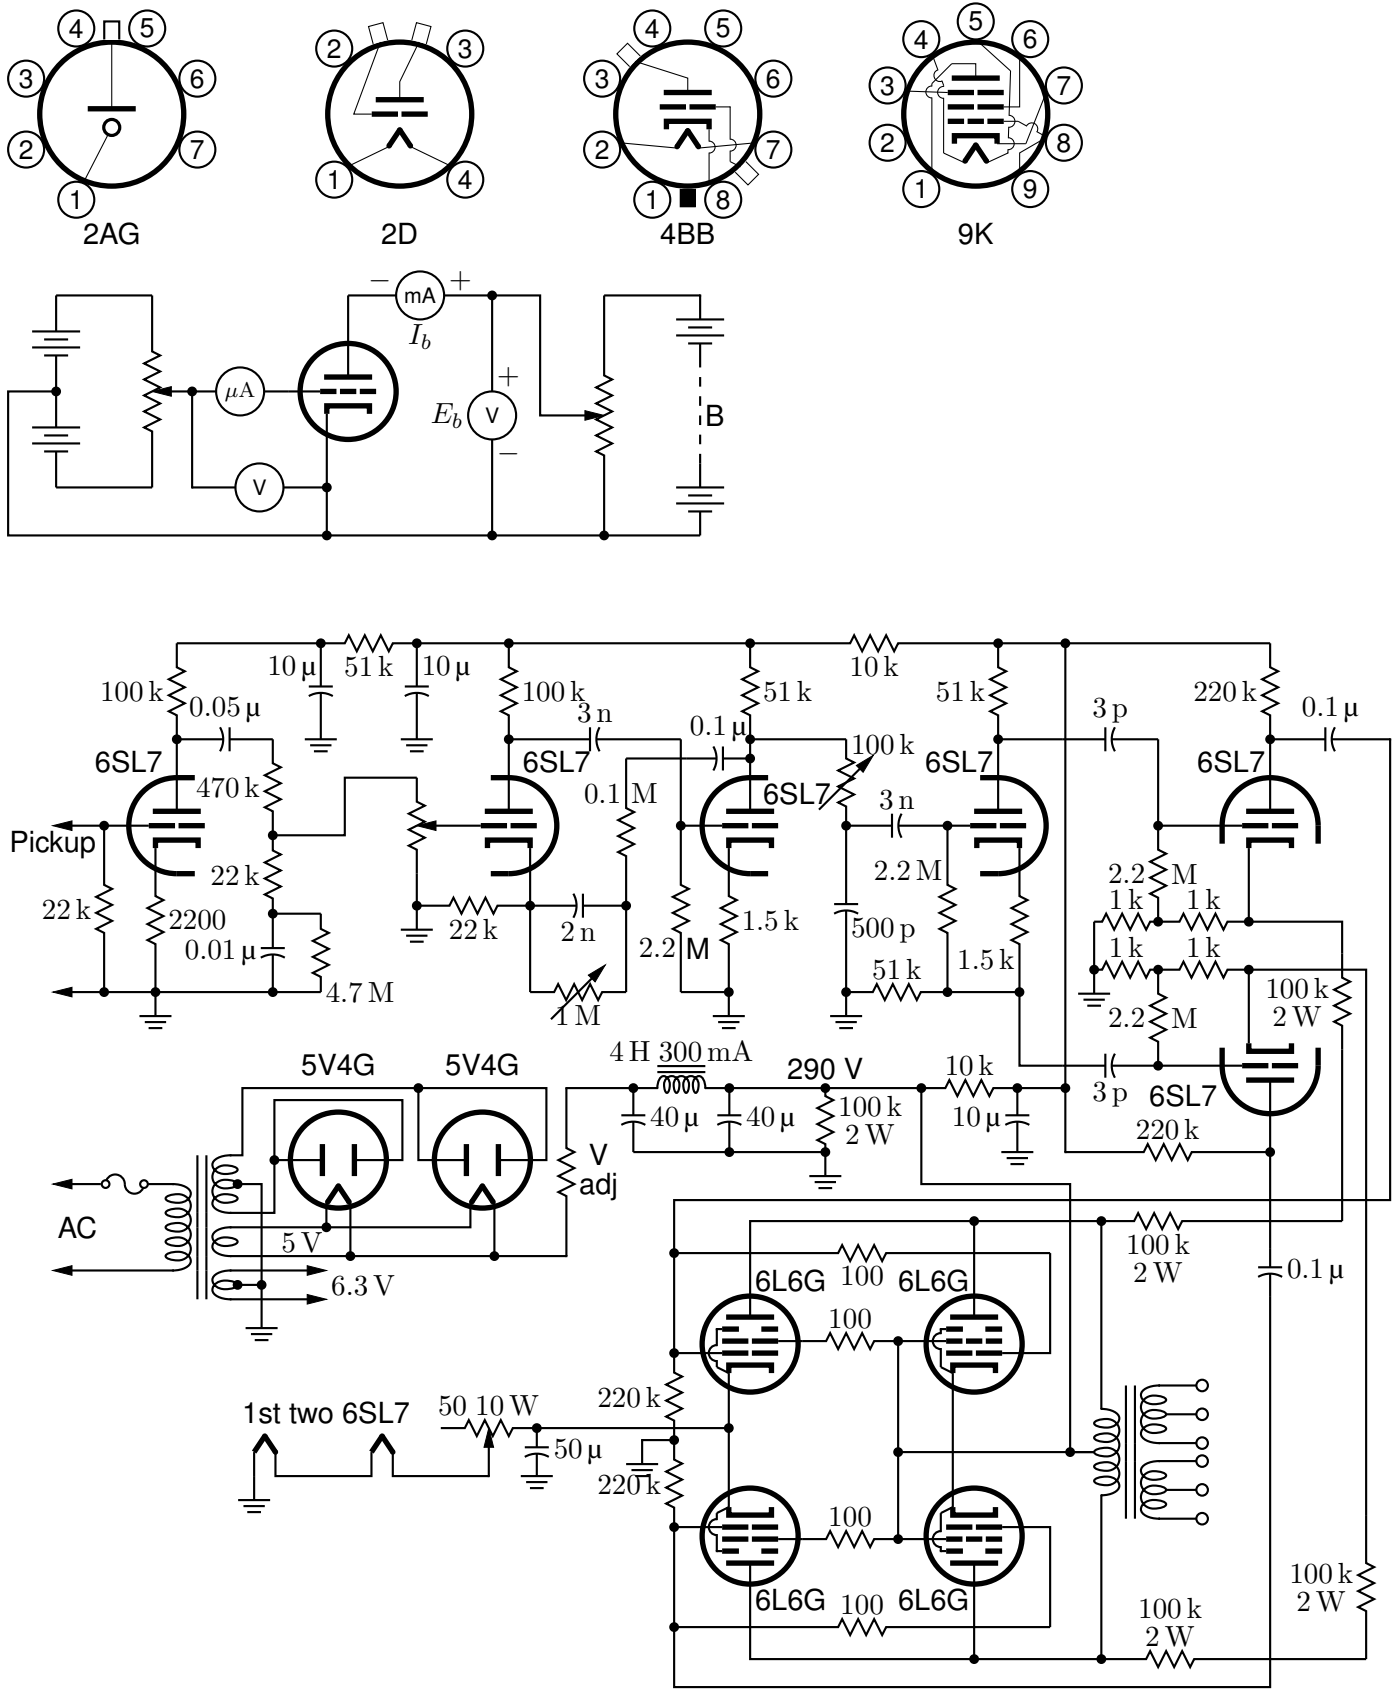 4 5
3 6
2 7
1
2AG
2 3
1 4
2D
4 5
3 6
2 7
1 8
4BB
5
4 6
3 7
2 8
1 9
9K
− mA +
I_b
µA
+
E_b V
−
B
V
10 µ 51 k 10 µ
10 k
100 k
0.05 µ
100 k
3 n
51 k
0.1 µ
51 k
3 p
220 k
0.1 µ
6SL7
470 k
6SL7
0.1 M
6SL7
100 k
3 n
6SL7
6SL7
Pickup
22 k
22 k
2200
0.01 µ
4.7 M
22 k
2 n
1 M
2.2 M
1.5 k
500 p
2.2 M
51 k
1.5 k
2.2 M
1 k 1 k
1 k 1 k
2.2 M
100 k
2 W
3 p
6SL7
220 k
5V4G 5V4G
4 H 300 mA
290 V
10 k
40 µ 40 µ
100 k
2 W
10 µ
V
adj
AC
5 V
6.3 V
100 k
2 W
0.1 µ
100
6L6G 6L6G
100
220 k
1st two 6SL7
50 10 W
50 µ
220 k
100
6L6G 6L6G
100
100 k
2 W
100 k
2 W